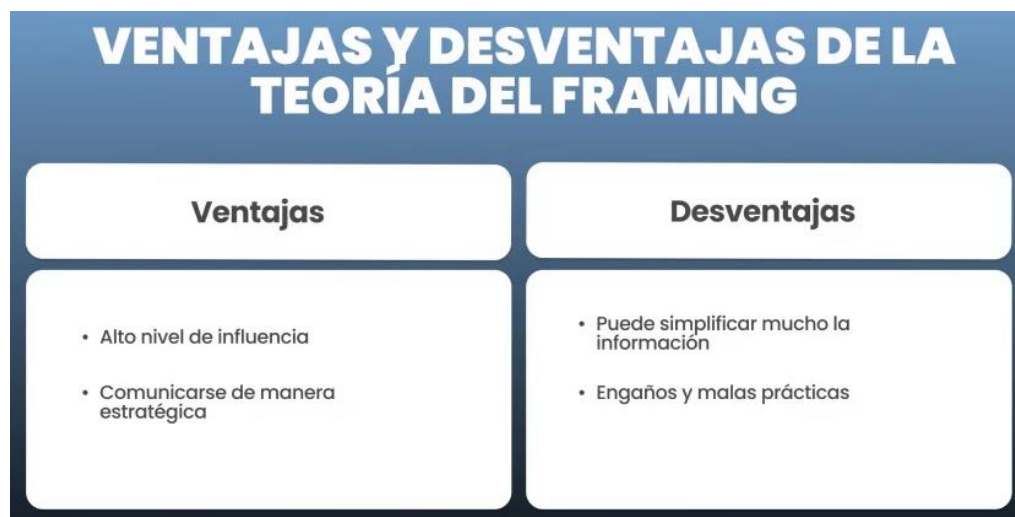 VENTAJAS Y DESVENTAJAS DE LA
TEORÍA DEL FRAMING
Ventajas
• Alto nivel de influencia
• Comunicarse de manera
estratégica
Desventajas
• Puede simplificar mucho la
información
• Engaños y malas prácticas